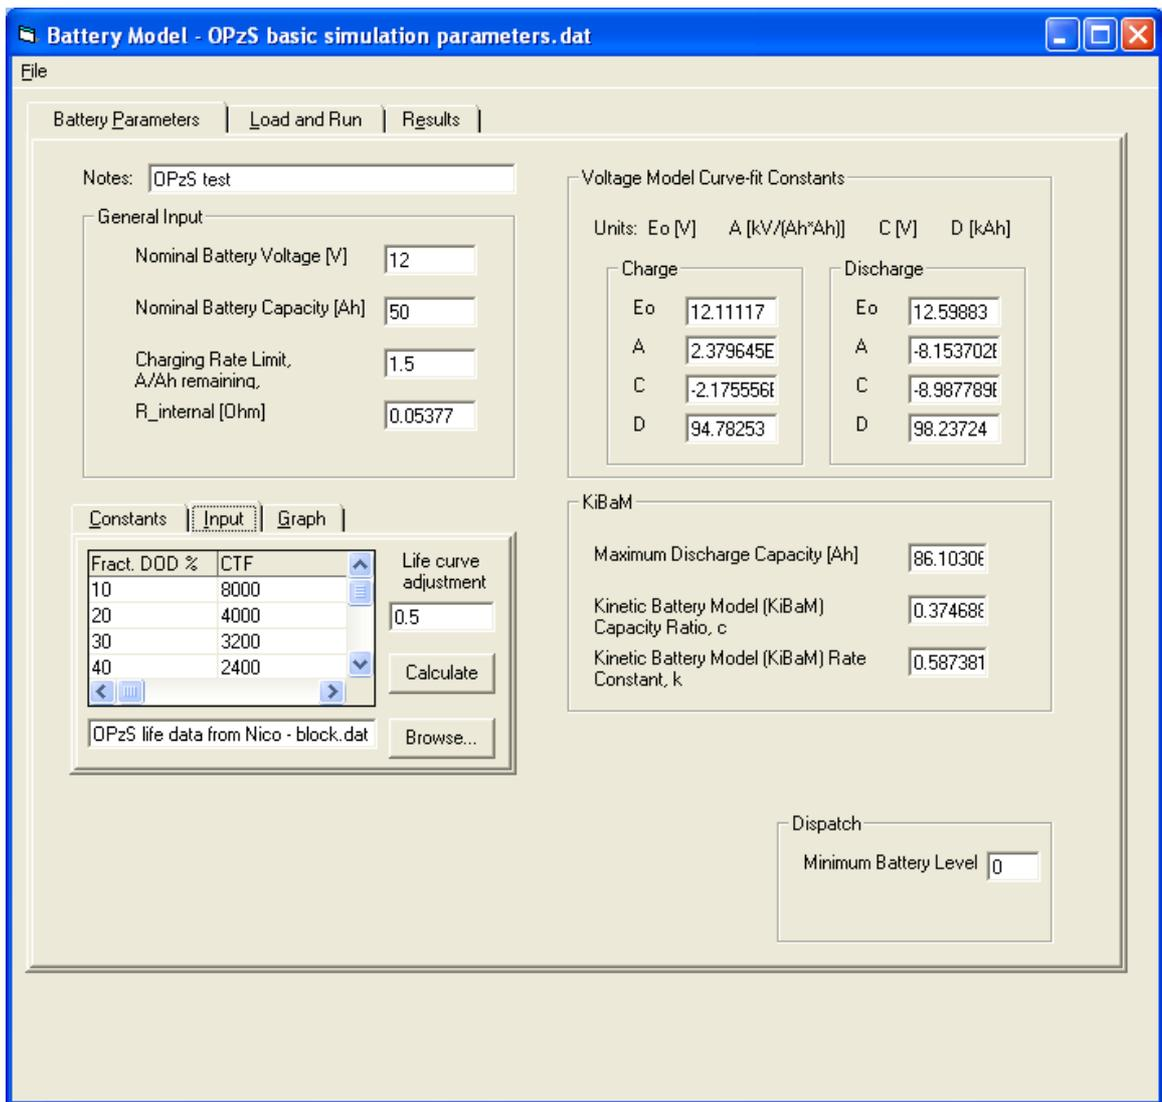 Battery Model - OPzS basic simulation parameters.dat
File
Battery Parameters Load and Run Results
Notes: OPzS test
General Input
Nominal Battery Voltage [V] 12
Nominal Battery Capacity [Ah] 50
Charging Rate Limit, A/Ah remaining, 1.5
R_internal [Ohm] 0.05377
Voltage Model Curve-fit Constants
Units: Eo [V] A [kV/(Ah*Ah)] C [V] D [kAh]
Charge
Eo 12.11117
A 2.379645E
C -2.175556E
D 94.78253
Discharge
Eo 12.59883
A -8.153702E
C -8.987789E
D 98.23724
Constants Input Graph
Fract. DOD % CTF
10 8000
20 4000
30 3200
40 2400
Life curve
adjustment
0.5
Calculate
OPzS life data from Nico - block.dat
Browse...
KiBaM
Maximum Discharge Capacity [Ah] 86.10306
Kinetic Battery Model (KiBaM)
Capacity Ratio, c 0.374688
Kinetic Battery Model (KiBaM) Rate
Constant, k 0.587381
Dispatch
Minimum Battery Level 0